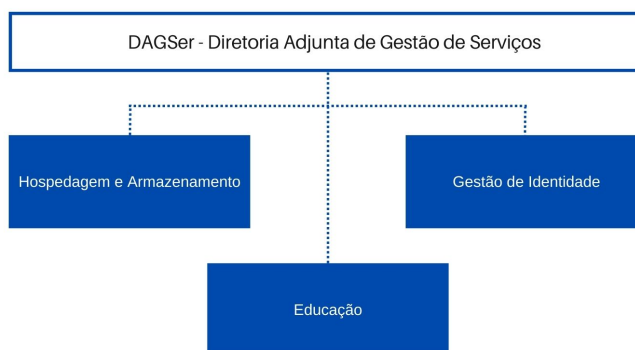 DAGSer - Diretoria Adjunta de Gestão de Serviços
Hospedagem e Armazenamento
Gestão de Identidade
Educação